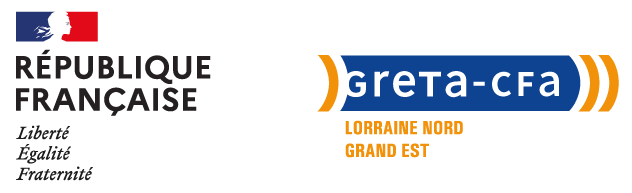 RÉPUBLIQUE
FRANÇAISE
Liberté
Égalité
Fraternité
GreTa-CFa
LORRAINE NORD
GRAND EST